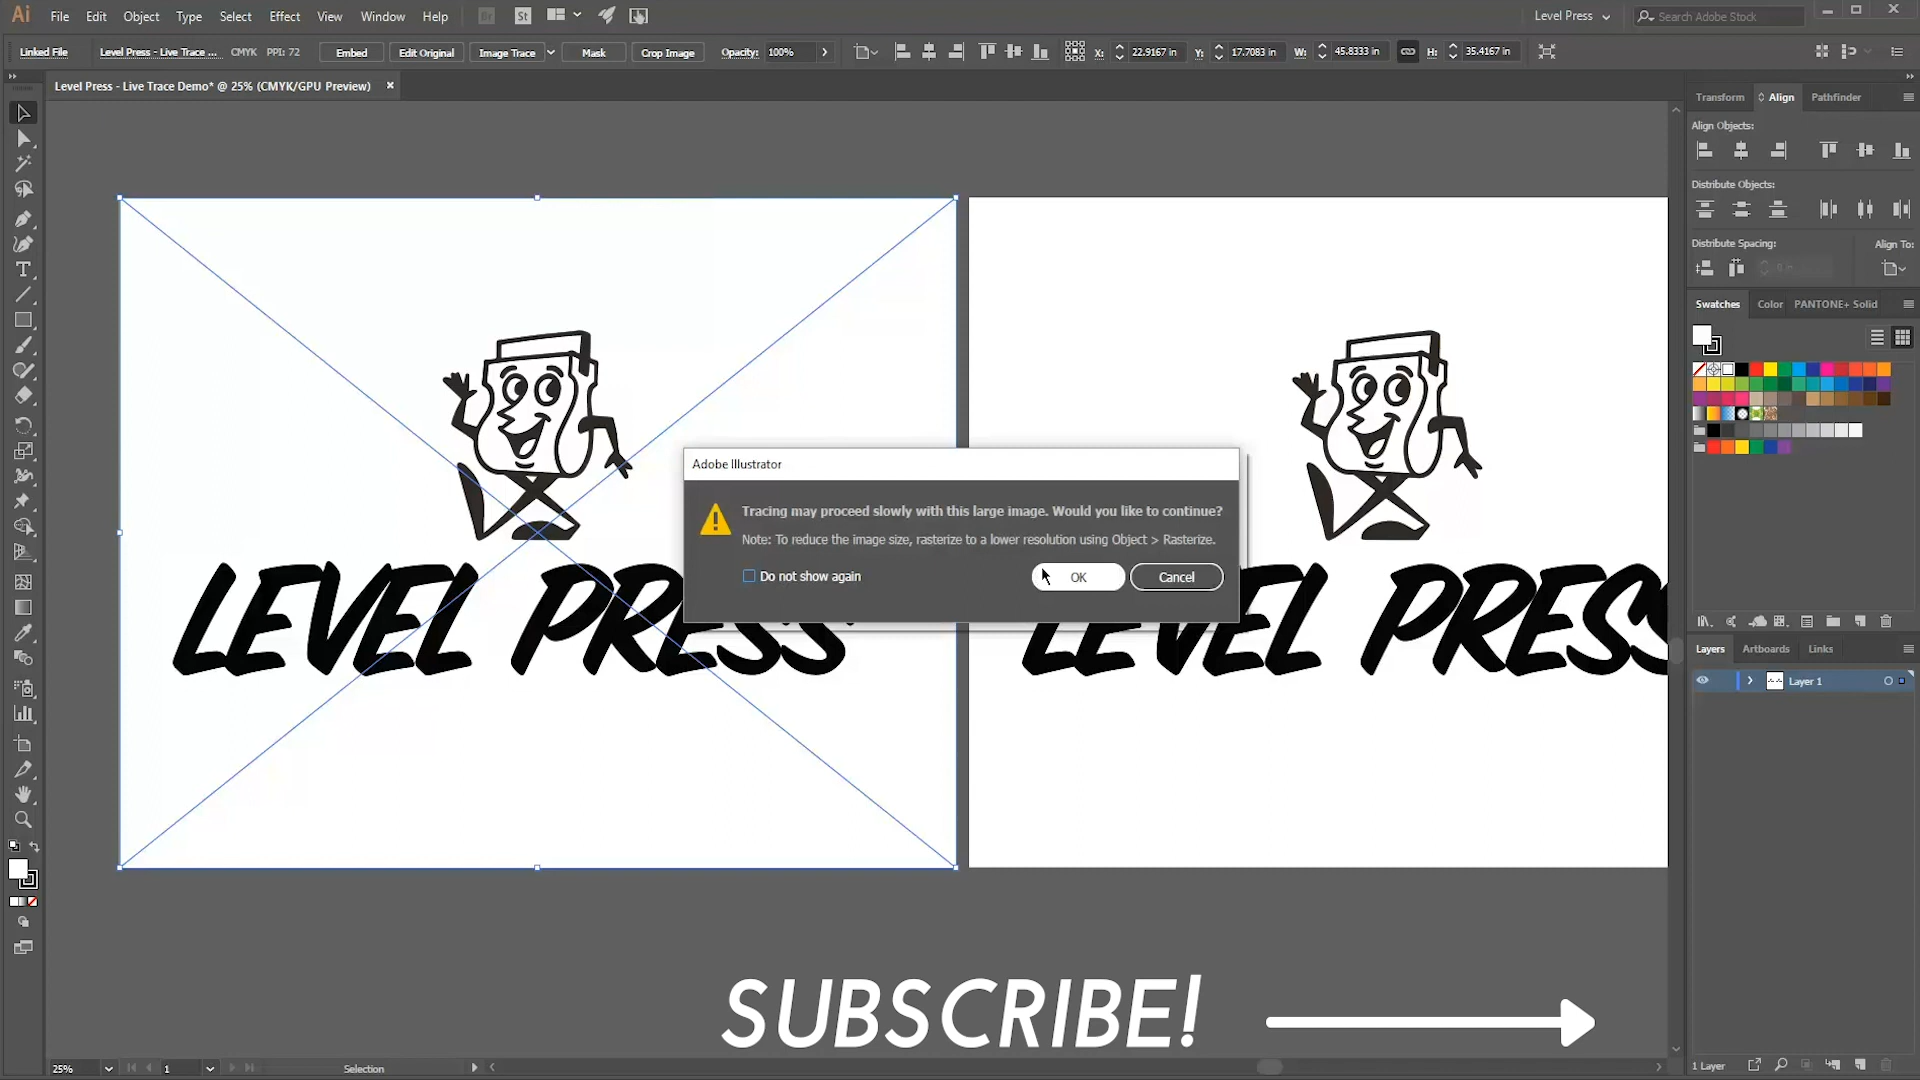 Ai File Edit Object Type Select Effect View Window Help Br St Level Press Search Adobe Stock
Linked File Level Press - Live Trace ... CMYK PPI: 72 Embed Edit Original Image Trace Mask Crop Image Opacity: 100% X: 22.9167 in Y: 17.7083 in W: 45.8333 in H: 35.4167 in
Level Press - Live Trace Demo* @ 25% (CMYK/GPU Preview)
Transform Align Pathfinder
Align Objects:
Distribute Objects:
Distribute Spacing: Align To:
Swatches Color PANTONE+ Solid
Adobe Illustrator
Tracing may proceed slowly with this large image. Would you like to continue?
Note: To reduce the image size, rasterize to a lower resolution using Object > Rasterize.
Do not show again OK Cancel
LEVEL PRESS
LEVEL PRESS
Layers Artboards Links
Layer 1
SUBSCRIBE!
25% 1 Selection
1 Layer